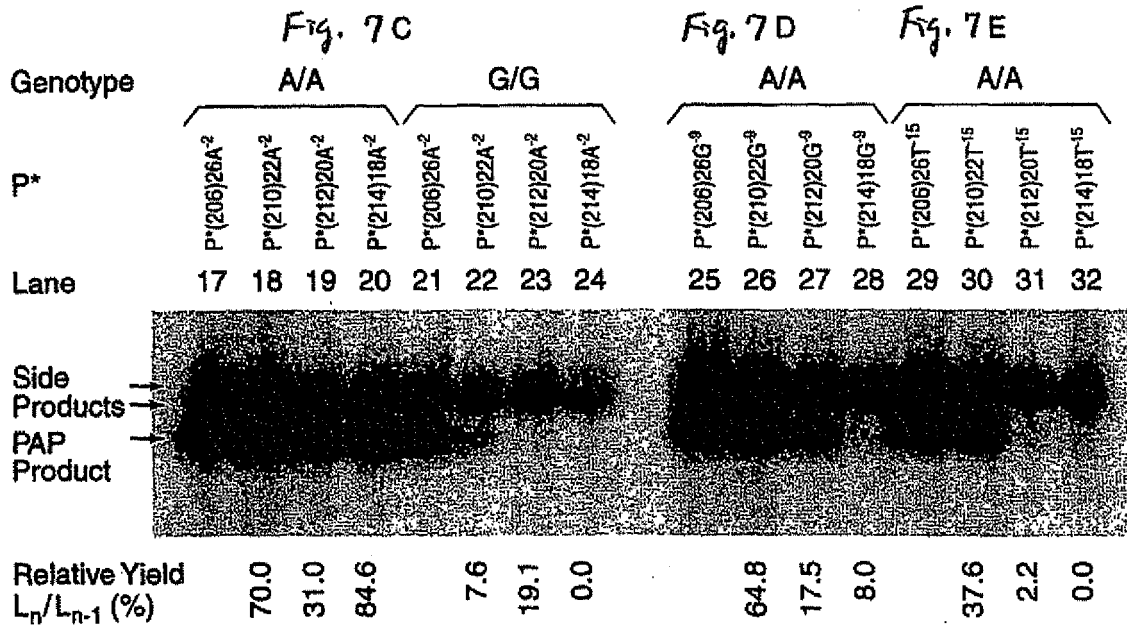 Fig. 7C Fig. 7D Fig. 7E
Genotype A/A G/G A/A A/A
P* P*(206)26A⁻² P*(210)22A⁻² P*(212)20A⁻² P*(214)18A⁻² P*(206)26A⁻² P*(210)22A⁻² P*(212)20A⁻² P*(214)18A⁻² P*(206)26G⁻⁹ P*(210)22G⁻⁹ P*(212)20G⁻⁹ P*(214)18G⁻⁹ P*(206)26T⁻¹⁵ P*(210)22T⁻¹⁵ P*(212)20T⁻¹⁵ P*(214)18T⁻¹⁵
Lane 17 18 19 20 21 22 23 24 25 26 27 28 29 30 31 32
Side
Products
PAP
Product
Relative Yield
Lₙ/Lₙ₋₁ (%) 70.0 31.0 84.6 7.6 19.1 0.0 64.8 17.5 8.0 37.6 2.2 0.0